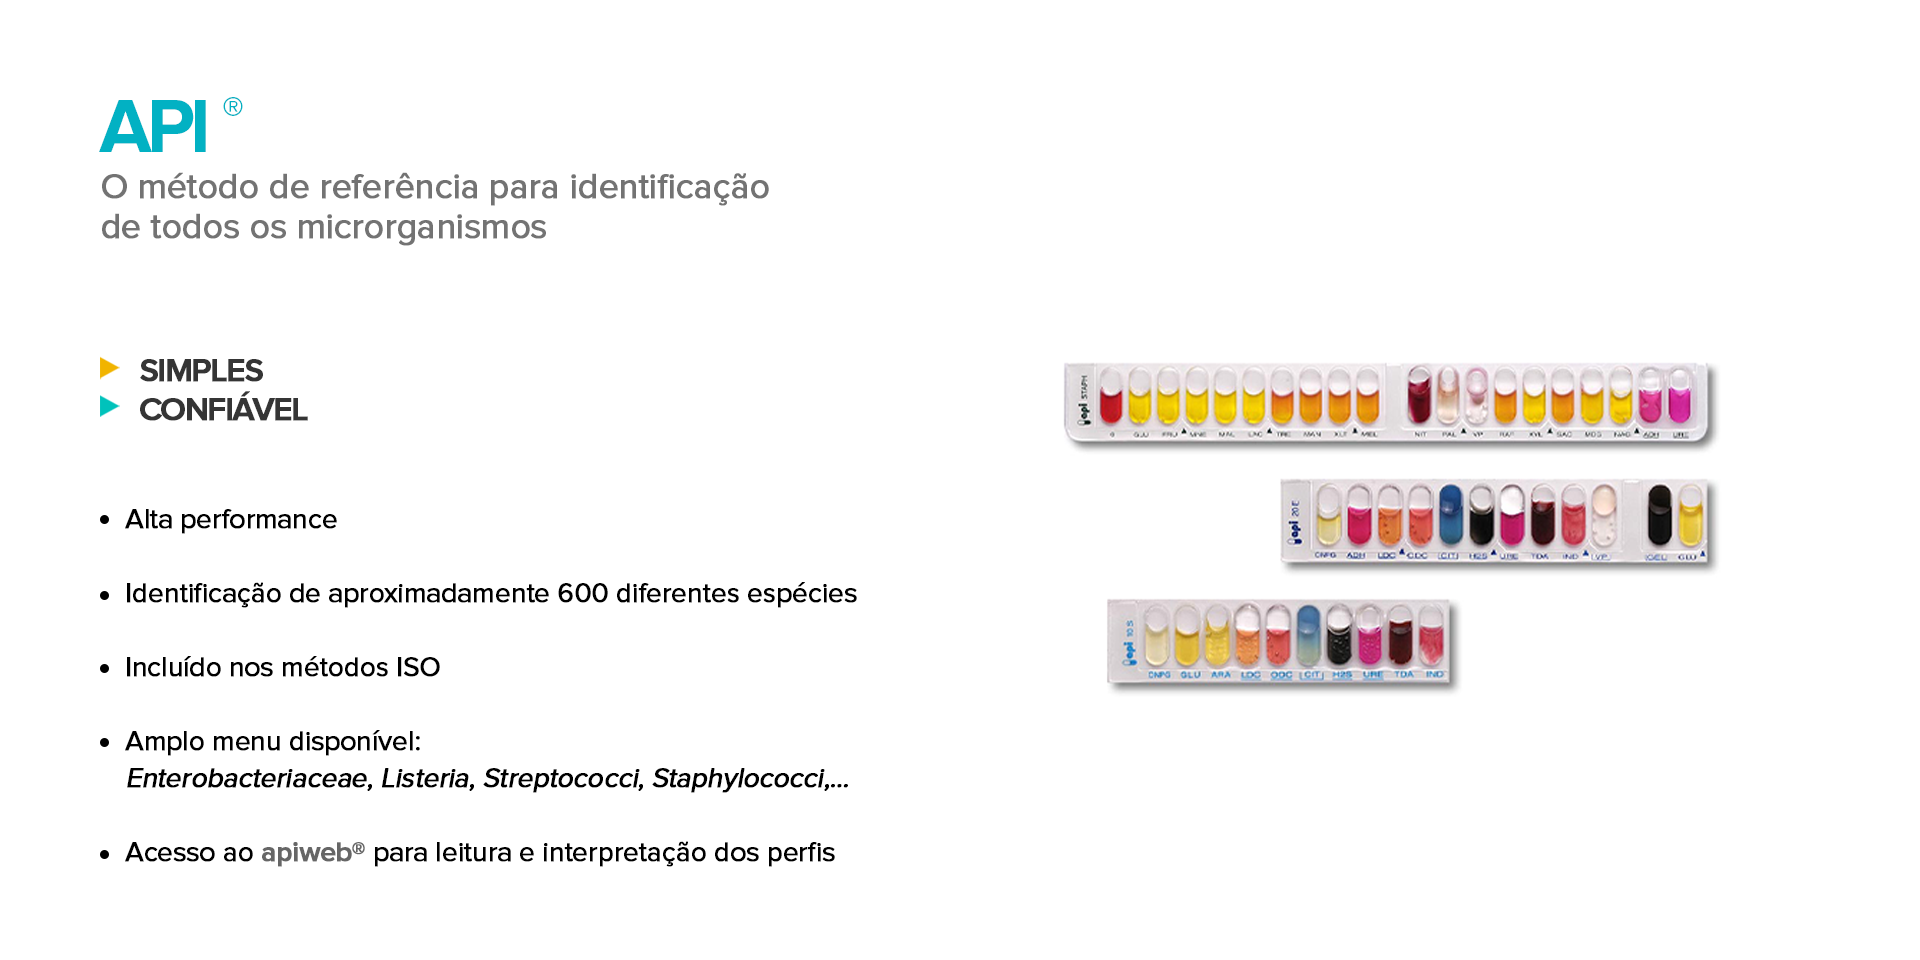 API ®
O método de referência para identificação
de todos os microrganismos
SIMPLES
CONFIÁVEL
• Alta performance
• Identificação de aproximadamente 600 diferentes espécies
• Incluído nos métodos ISO
• Amplo menu disponível:
Enterobacteriaceae, Listeria, Streptococci, Staphylococci,...
• Acesso ao apiweb® para leitura e interpretação dos perfis
api STAPH
0 GLU FRU MNE MAL LAC TRE MAN XLT MEL NIT PAL VP RAF XYL SAC MDG NAG ADH URE
api 20 E
ONPG ADH LDC ODC CIT H2S URE TDA IND VP GEL GLU
api 10 S
ONPG GLU ARA LDC ODC CIT H2S URE TDA IND